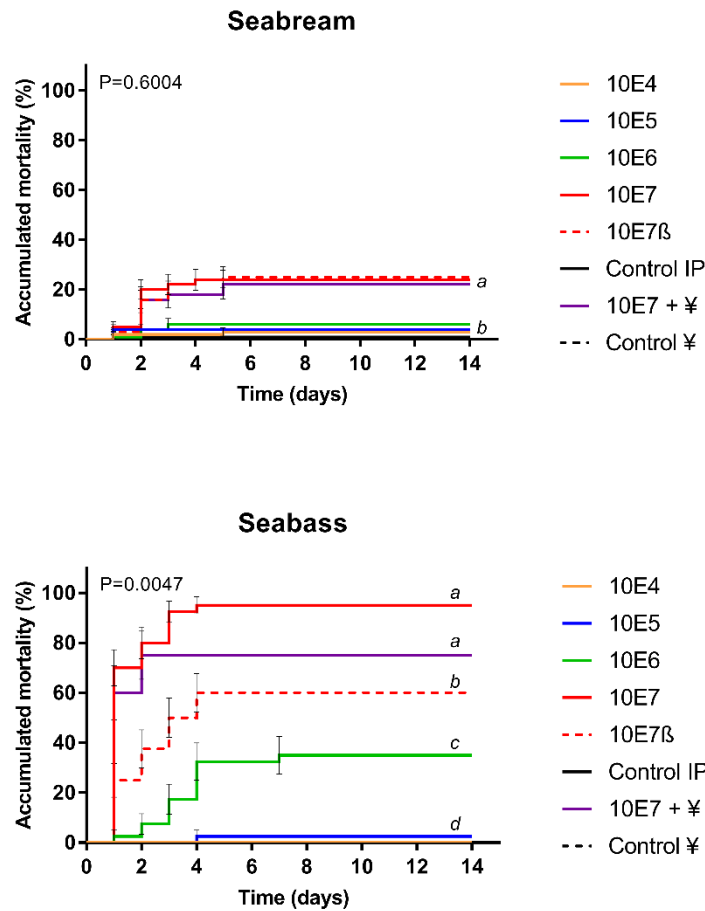 Seabream
P=0.6004
Accumulated mortality (%)
100
80
60
40
20
0
a
b
0 2 4 6 8 10 12 14
Time (days)
10E4
10E5
10E6
10E7
10E7ß
Control IP
10E7 + ¥
Control ¥
Seabass
P=0.0047
Accumulated mortality (%)
100
80
60
40
20
0
a
a
b
c
d
0 2 4 6 8 10 12 14
Time (days)
10E4
10E5
10E6
10E7
10E7ß
Control IP
10E7 + ¥
Control ¥